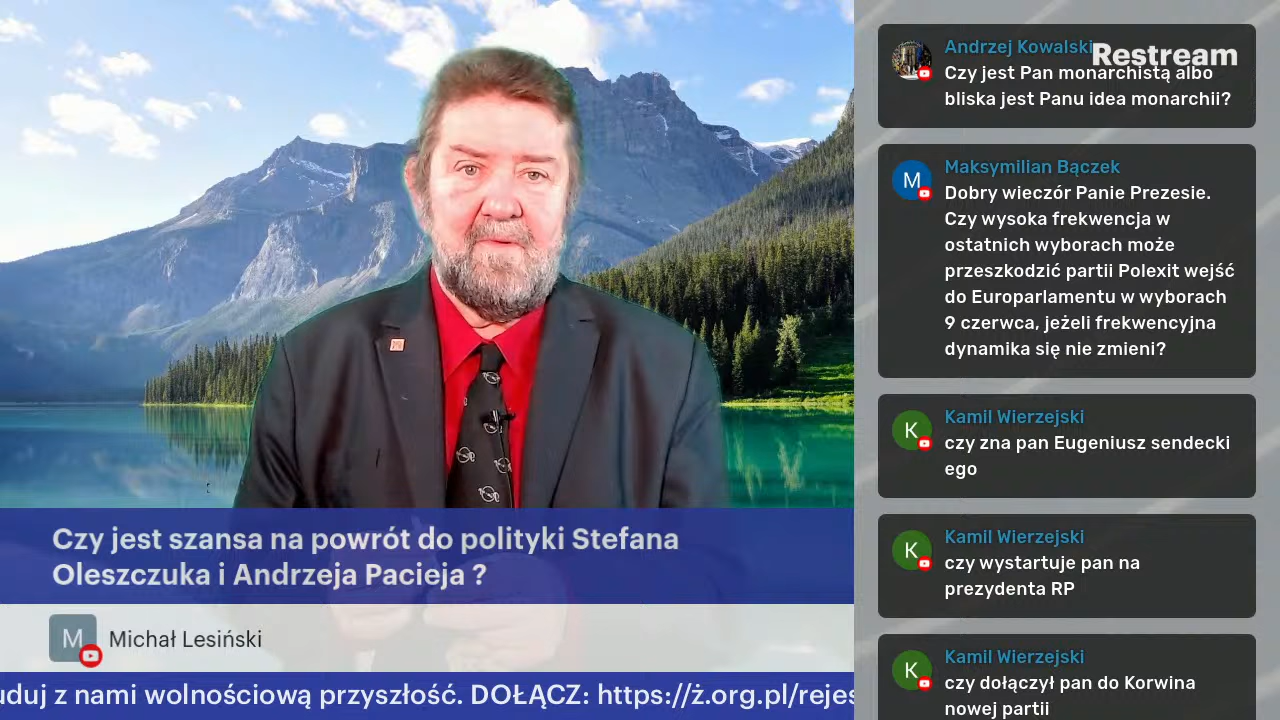 Czy jest szansa na powrót do polityki Stefana
Oleszczuka i Andrzeja Pacieja ?
M
Michał Lesiński
uduj z nami wolnościową przyszłość. DOŁĄCZ: https://ż.org.pl/rejes
Restream
Andrzej Kowalski
Czy jest Pan monarchistą albo
bliska jest Panu idea monarchii?
M
Maksymilian Bączek
Dobry wieczór Panie Prezesie.
Czy wysoka frekwencja w
ostatnich wyborach może
przeszkodzić partii Polexit wejść
do Europarlamentu w wyborach
9 czerwca, jeżeli frekwencyjna
dynamika się nie zmieni?
K
Kamil Wierzejski
czy zna pan Eugeniusz sendecki
ego
K
Kamil Wierzejski
czy wystartuje pan na
prezydenta RP
K
Kamil Wierzejski
czy dołączył pan do Korwina
nowej partii